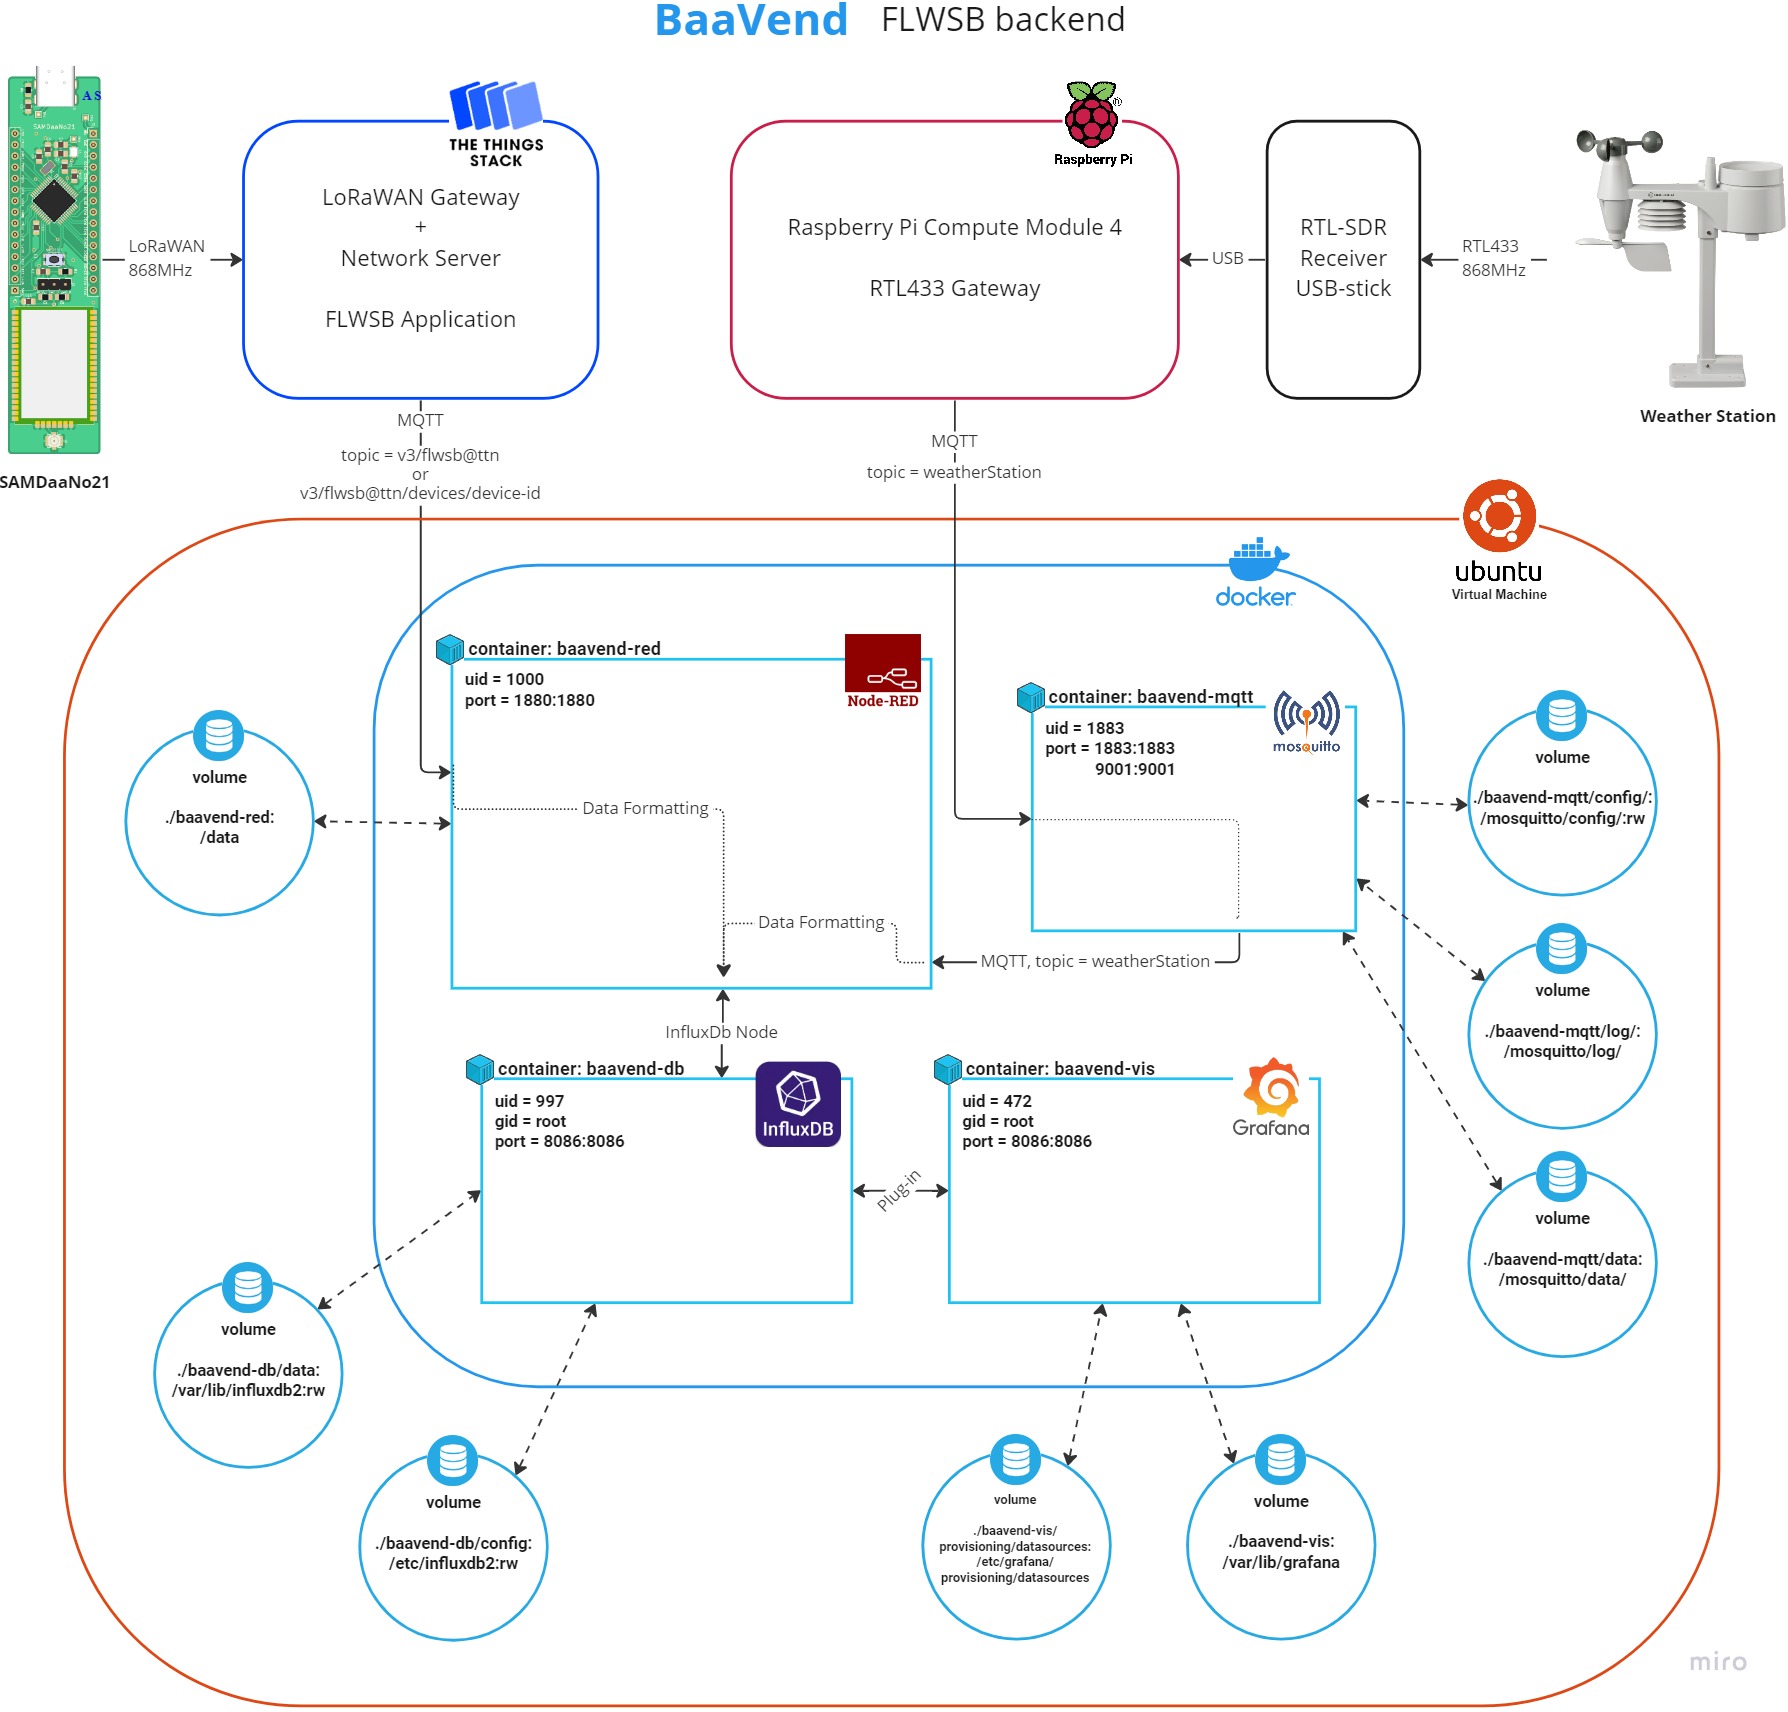 BaaVend FLWSB backend
A S
SAMDaaNo21
SAMDaaNo21
LoRaWAN
868MHz
THE THINGS
STACK
LoRaWAN Gateway
+
Network Server
FLWSB Application
Raspberry Pi
Raspberry Pi Compute Module 4
RTL433 Gateway
USB
RTL-SDR
Receiver
USB-stick
RTL433
868MHz
Weather Station
MQTT
topic = v3/flwsb@ttn
or
v3/flwsb@ttn/devices/device-id
MQTT
topic = weatherStation
ubuntu
Virtual Machine
docker
container: baavend-red
uid = 1000
port = 1880:1880
Node-RED
Data Formatting
Data Formatting
container: baavend-mqtt
uid = 1883
port = 1883:1883
9001:9001
mosquitto
MQTT, topic = weatherStation
InfluxDb Node
container: baavend-db
uid = 997
gid = root
port = 8086:8086
InfluxDB
Plug-in
container: baavend-vis
uid = 472
gid = root
port = 8086:8086
Grafana
volume
./baavend-red:
/data
volume
./baavend-mqtt/config/:
/mosquitto/config/:rw
volume
./baavend-mqtt/log/:
/mosquitto/log/
volume
./baavend-mqtt/data:
/mosquitto/data/
volume
./baavend-db/data:
/var/lib/influxdb2:rw
volume
./baavend-db/config:
/etc/influxdb2:rw
volume
./baavend-vis/
provisioning/datasources:
/etc/grafana/
provisioning/datasources
volume
./baavend-vis:
/var/lib/grafana
miro